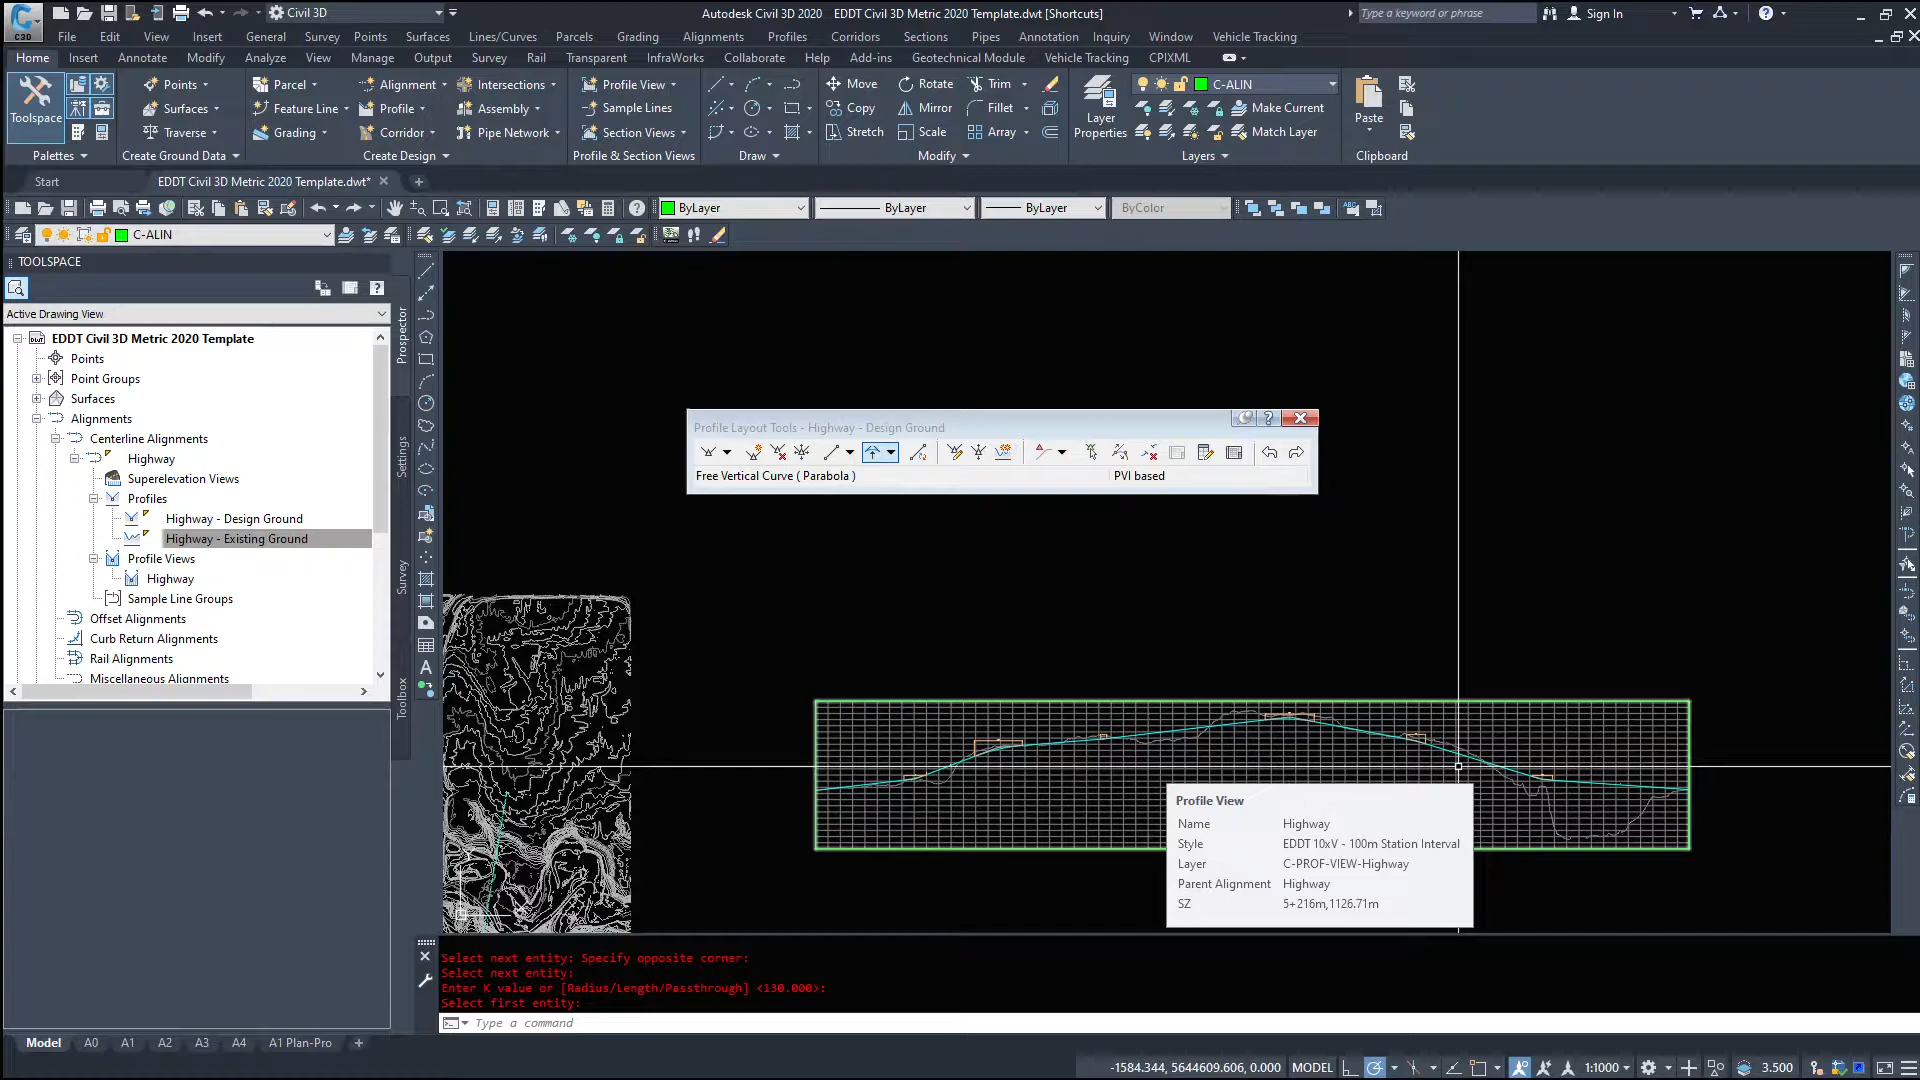 C3D
Civil 3D
Autodesk Civil 3D 2020 EDDT Civil 3D Metric 2020 Template.dwt [Shortcuts]
Type a keyword or phrase
Sign In
File Edit View Insert General Survey Points Surfaces Lines/Curves Parcels Grading Alignments Profiles Corridors Sections Pipes Annotation Inquiry Window Vehicle Tracking
Home Insert Annotate Modify Analyze View Manage Output Survey Rail Transparent InfraWorks Collaborate Help Add-ins Geotechnical Module Vehicle Tracking CPIXML
Points Parcel Alignment Intersections Profile View Move Rotate Trim C-ALIN
Surfaces Feature Line Profile Assembly Sample Lines Copy Mirror Fillet Make Current
Toolspace Layer Properties Paste
Traverse Grading Corridor Pipe Network Section Views Stretch Scale Array Match Layer
Palettes Create Ground Data Create Design Profile & Section Views Draw Modify Layers Clipboard
Start EDDT Civil 3D Metric 2020 Template.dwt*
ByLayer ByLayer ByLayer ByColor
C-ALIN
TOOLSPACE
Active Drawing View
EDDT Civil 3D Metric 2020 Template
Points
Point Groups
Surfaces
Alignments
Centerline Alignments
Highway
Superelevation Views
Profiles
Highway - Design Ground
Highway - Existing Ground
Profile Views
Highway
Sample Line Groups
Offset Alignments
Curb Return Alignments
Rail Alignments
Miscellaneous Alignments
Prospector
Settings
Survey
Toolbox
Profile Layout Tools - Highway - Design Ground
Free Vertical Curve ( Parabola ) PVI based
Profile View
Name Highway
Style EDDT 10xV - 100m Station Interval
Layer C-PROF-VIEW-Highway
Parent Alignment Highway
SZ 5+216m,1126.71m
Select next entity: Specify opposite corner:
Select next entity:
Enter K value or [Radius/Length/Passthrough] <130.000>:
Select first entity:
Type a command
Model A0 A1 A2 A3 A4 A1 Plan-Pro
-1584.344, 5644609.606, 0.000 MODEL 1:1000 3.500